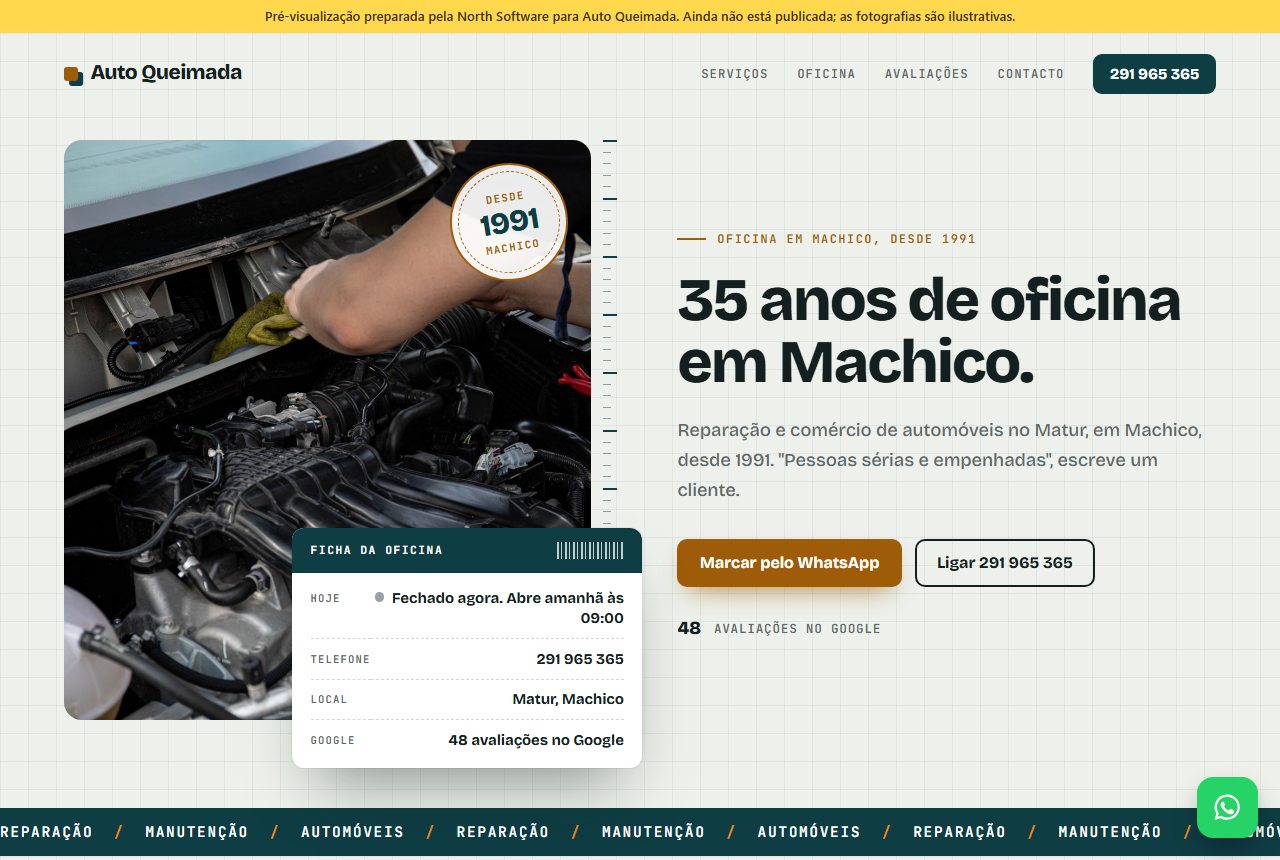 Pré-visualização preparada pela North Software para Auto Queimada. Ainda não está publicada; as fotografias são ilustrativas.
Auto Queimada
SERVIÇOS
OFICINA
AVALIAÇÕES
CONTACTO
291 965 365
DESDE
1991
MACHICO
OFICINA EM MACHICO, DESDE 1991
35 anos de oficina
em Machico.
Reparação e comércio de automóveis no Matur, em Machico,
desde 1991. "Pessoas sérias e empenhadas", escreve um
cliente.
Marcar pelo WhatsApp
Ligar 291 965 365
48 AVALIAÇÕES NO GOOGLE
FICHA DA OFICINA
HOJE
Fechado agora. Abre amanhã às
09:00
TELEFONE
291 965 365
LOCAL
Matur, Machico
GOOGLE
48 avaliações no Google
REPARAÇÃO / MANUTENÇÃO / AUTOMÓVEIS / REPARAÇÃO / MANUTENÇÃO / AUTOMÓVEIS / REPARAÇÃO / MANUTENÇÃO /